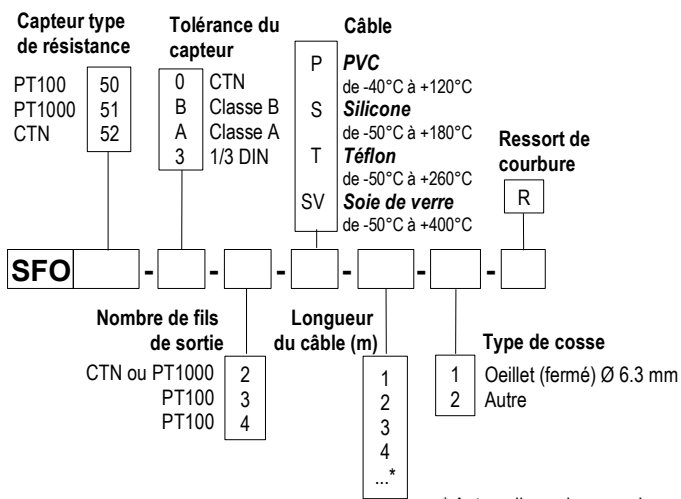 Capteur type
de résistance
PT100 50
PT1000 51
CTN 52
Tolérance du
capteur
0 CTN
B Classe B
A Classe A
3 1/3 DIN
Câble
P PVC
de -40°C à +120°C
S Silicone
de -50°C à +180°C
T Téflon
de -50°C à +260°C
SV Soie de verre
de -50°C à +400°C
Ressort de
courbure
R
SFO - - - - - -
Nombre de fils
de sortie
CTN ou PT1000 2
PT100 3
PT100 4
Longueur
du câble (m)
1
2
3
4
...*
Type de cosse
1 Oeillet (fermé) Ø 6.3 mm
2 Autre